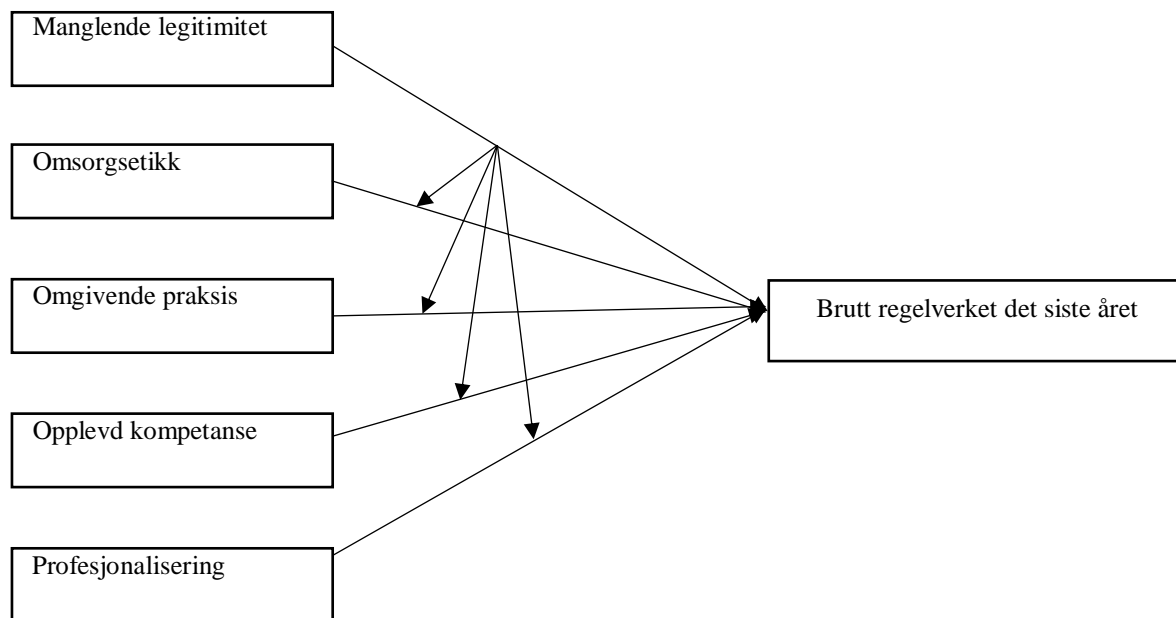 Manglende legitimitet
Omsorgsetikk
Omgivende praksis
Brutt regelverket det siste året
Opplevd kompetanse
Profesjonalisering